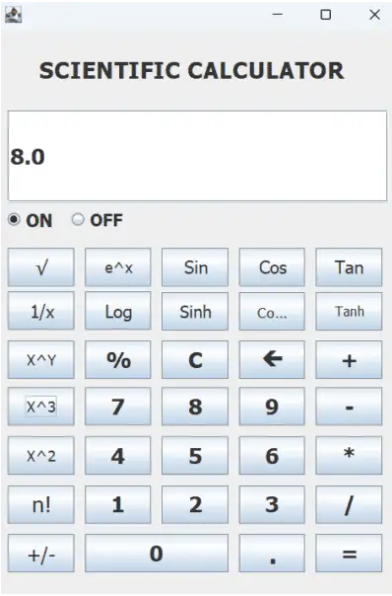 SCIENTIFIC CALCULATOR
8.0
ON OFF
√ e^x Sin Cos Tan
1/x Log Sinh Co... Tanh
X^Y % C 🡰 +
X^3 7 8 9 -
X^2 4 5 6 *
n! 1 2 3 /
+/- 0 . =